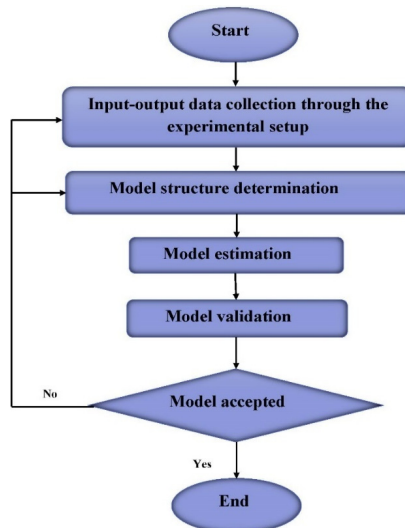 Start
Input-output data collection through the
experimental setup
Model structure determination
Model estimation
Model validation
Model accepted
No
Yes
End